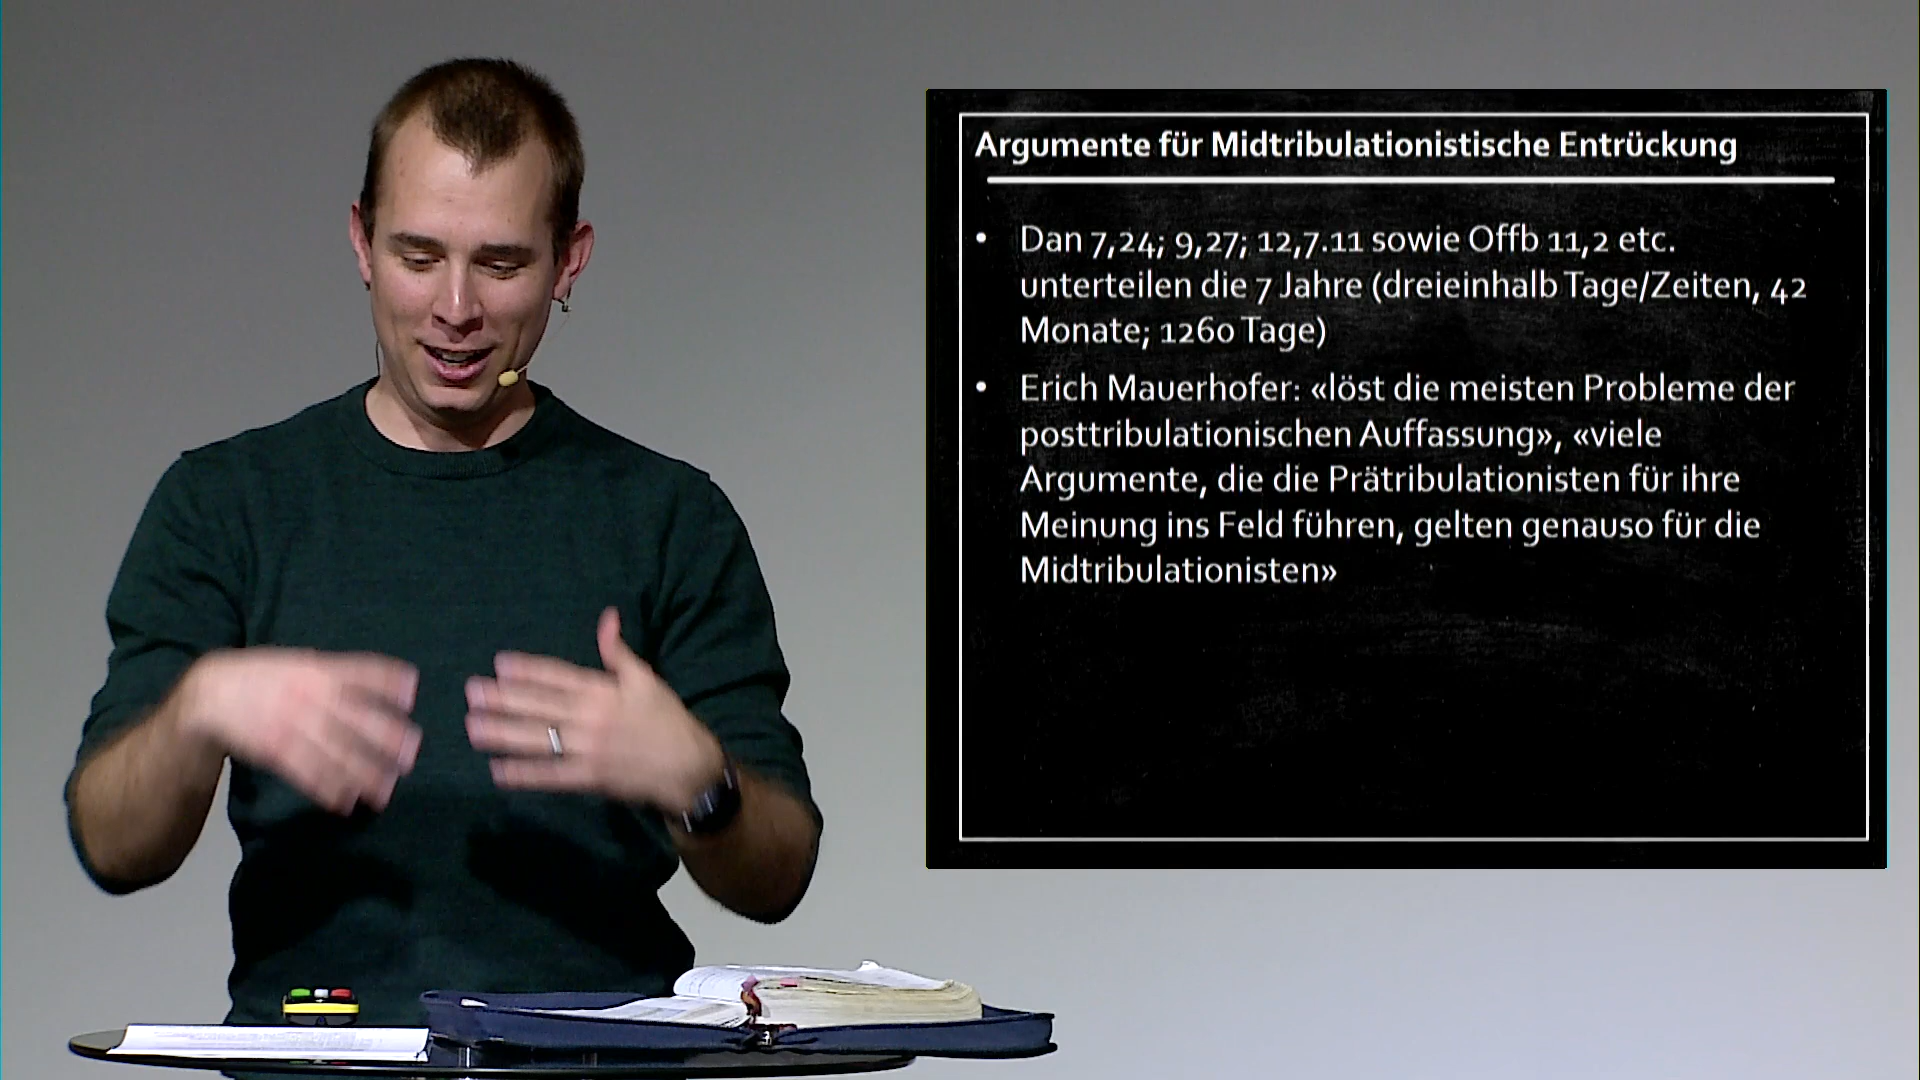 Argumente für Midtribulationistische Entrückung
• Dan 7,24; 9,27; 12,7.11 sowie Offb 11,2 etc.
unterteilen die 7 Jahre (dreieinhalb Tage/Zeiten, 42
Monate; 1260 Tage)
• Erich Mauerhofer: «löst die meisten Probleme der
posttribulationischen Auffassung», «viele
Argumente, die die Prätribulationisten für ihre
Meinung ins Feld führen, gelten genauso für die
Midtribulationisten»